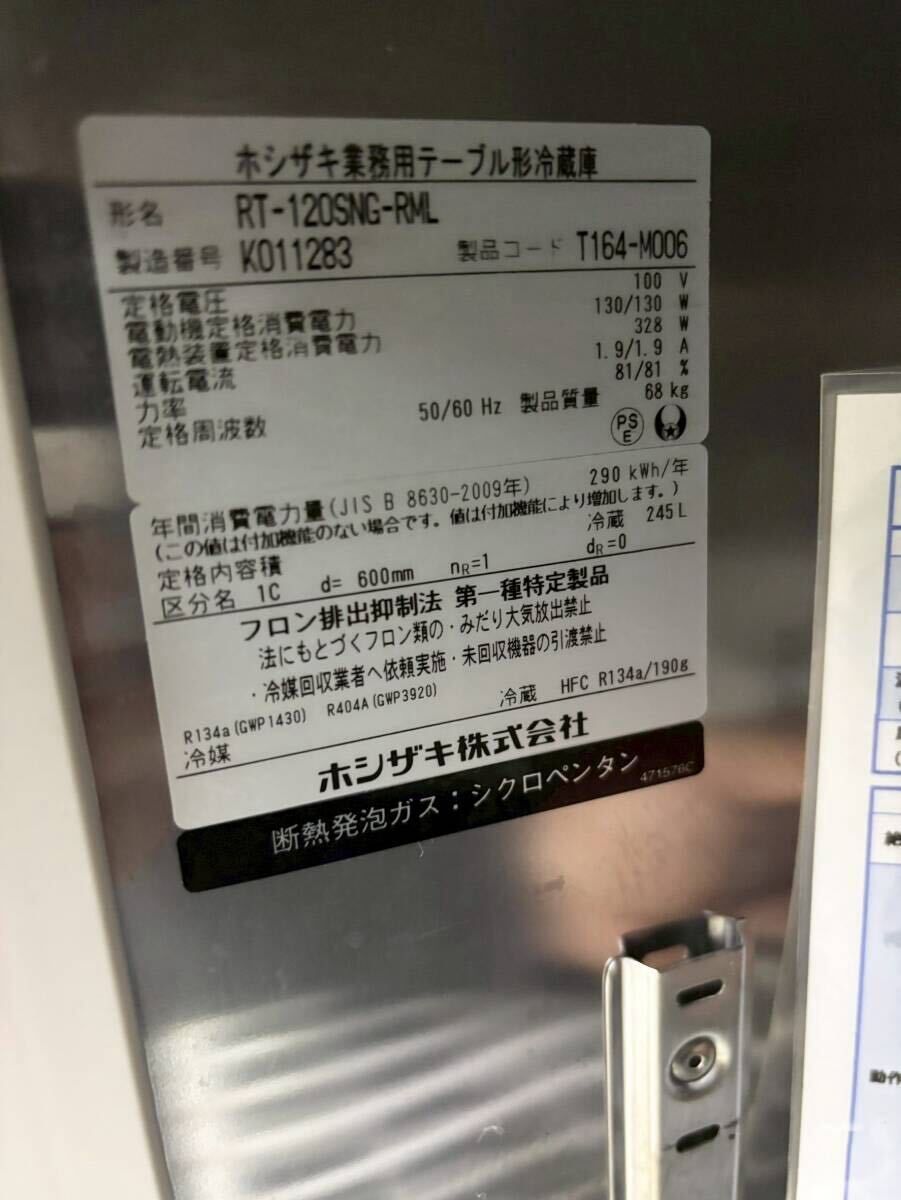 ホシザキ業務用テーブル形冷蔵庫
形名 RT-120SNG-RML
製造番号 K011283 製品コード T164-M006
定格電圧 100 V
電動機定格消費電力 130/130 W
電熱装置定格消費電力 328 W
運転電流 1.9/1.9 A
力率 81/81 %
定格周波数 50/60 Hz 製品質量 68 kg
PS
E
年間消費電力量(JIS B 8630-2009年) 290 kWh/年
(この値は付加機能のない場合です。値は付加機能により増加します。)
定格内容積 冷蔵 245L
区分名 1C d= 600mm nR=1 dR=0
フロン排出抑制法 第一種特定製品
法にもとづくフロン類の・みだり大気放出禁止
・冷媒回収業者へ依頼実施・未回収機器の引渡禁止
R134a(GWP1430) R404A(GWP3920)
冷媒 冷蔵 HFC R134a/190g
ホシザキ株式会社
断熱発泡ガス：シクロペンタン 471576C
動作